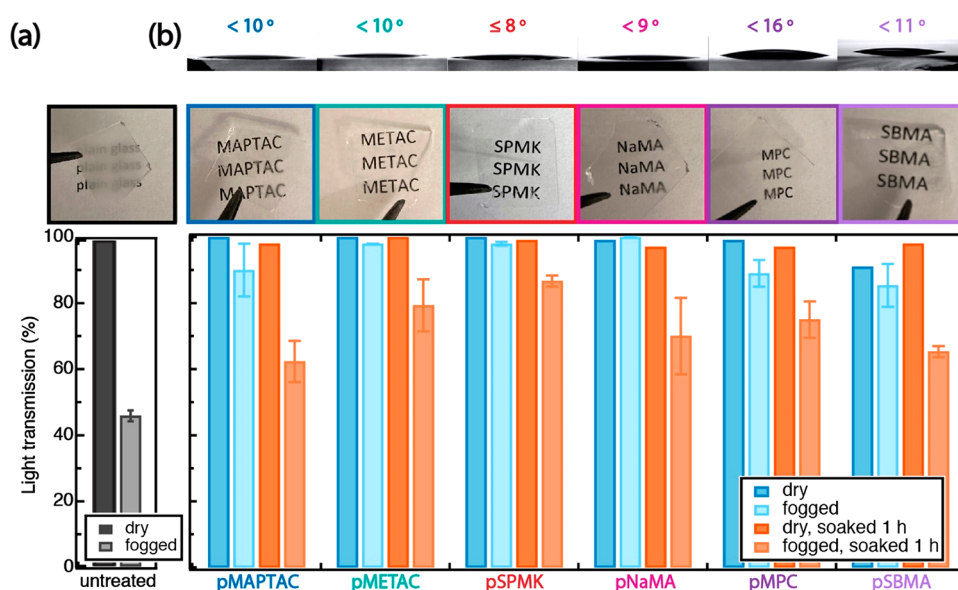 (a)
(b)
< 10 °
< 10 °
≤ 8 °
< 9 °
<16 °
< 11 °
plain glass
plain glass
plain glass
MAPTAC
MAPTAC
MAPTAC
METAC
METAC
METAC
SPMK
SPMK
SPMK
NaMA
NaMA
NaMA
MPC
MPC
MPC
SBMA
SBMA
SBMA
Light transmission (%)
100
80
60
40
20
0
dry
fogged
untreated
dry
fogged
dry, soaked 1 h
fogged, soaked 1 h
pMAPTAC
pMETAC
pSPMK
pNaMA
pMPC
pSBMA